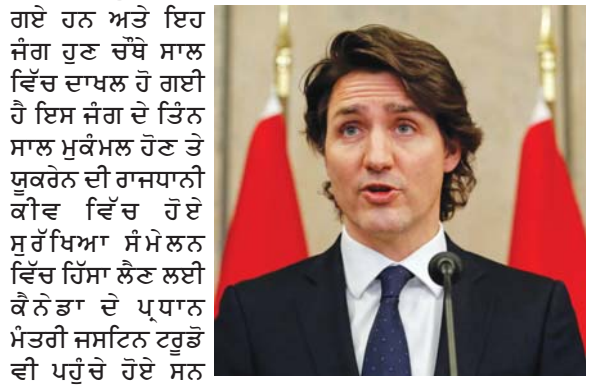 ਗਏ ਹਨ ਅਤੇ ਇਹ
ਜੰਗ ਹੁਣ ਚੌਥੇ ਸਾਲ
ਵਿੱਚ ਦਾਖਲ ਹੋ ਗਈ
ਹੈ ਇਸ ਜੰਗ ਦੇ ਤਿੰਨ
ਸਾਲ ਮੁਕੰਮਲ ਹੋਣ ਤੇ
ਯੂਕਰੇਨ ਦੀ ਰਾਜਧਾਨੀ
ਕੀਵ ਵਿੱਚ ਹੋਏ
ਸੁਰੱਖਿਆ ਸੰਮੇਲਨ
ਵਿੱਚ ਹਿੱਸਾ ਲੈਣ ਲਈ
ਕੈਨੇਡਾ ਦੇ ਪ੍ਰਧਾਨ
ਮੰਤਰੀ ਜਸਟਿਨ ਟਰੂਡੋ
ਵੀ ਪਹੁੰਚੇ ਹੋਏ ਸਨ